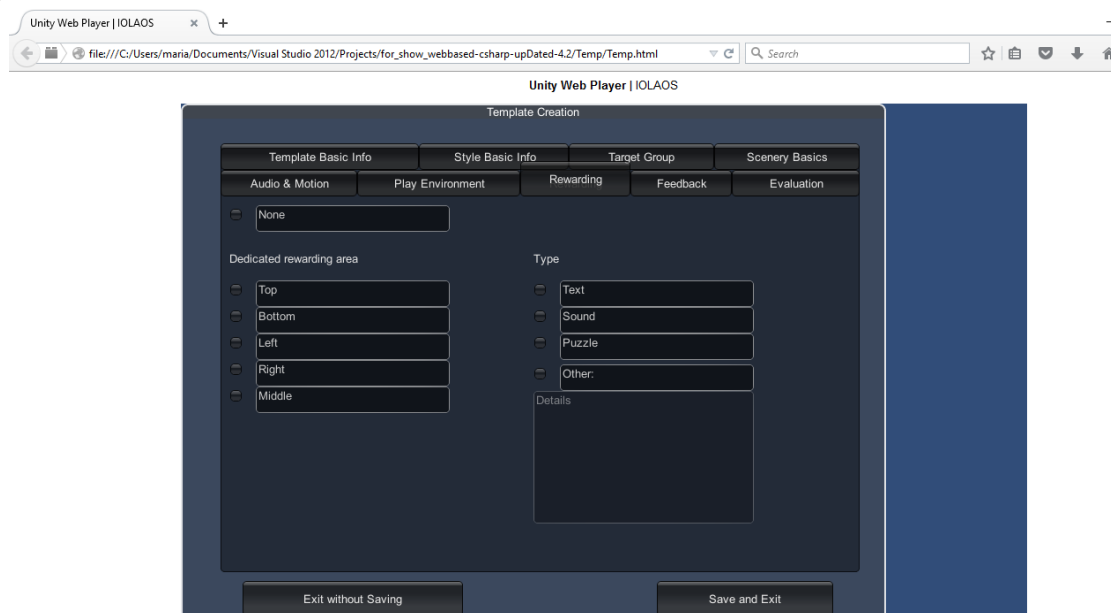 Unity Web Player | IOLAOS
file:///C:/Users/maria/Documents/Visual Studio 2012/Projects/for_show_webbased-csharp-upDated-4.2/Temp/Temp.html
Search
Unity Web Player | IOLAOS
Template Creation
Template Basic Info Style Basic Info Target Group Scenery Basics
Audio & Motion Play Environment Rewarding Feedback Evaluation
None
Dedicated rewarding area Type
Top Text
Bottom Sound
Left Puzzle
Right Other:
Middle Details
Exit without Saving Save and Exit